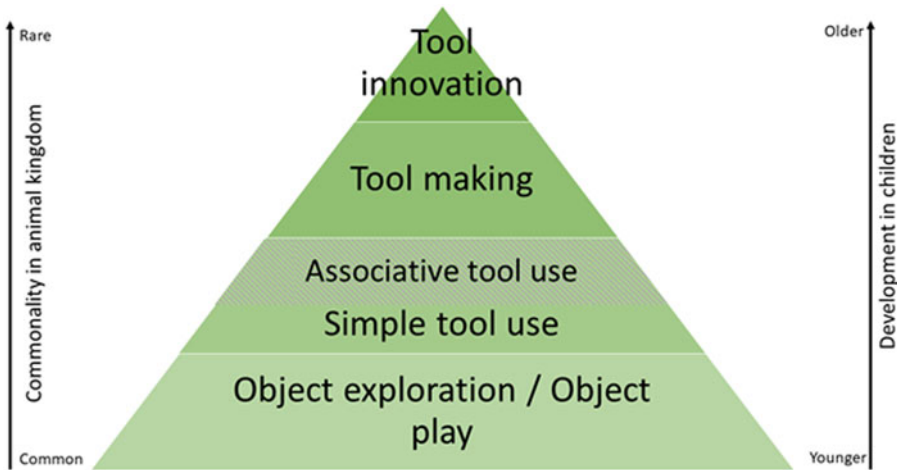 Rare
Older
Tool
innovation
Tool making
Associative tool use
Simple tool use
Object exploration / Object
play
Common
Younger
Commonality in animal kingdom
Development in children